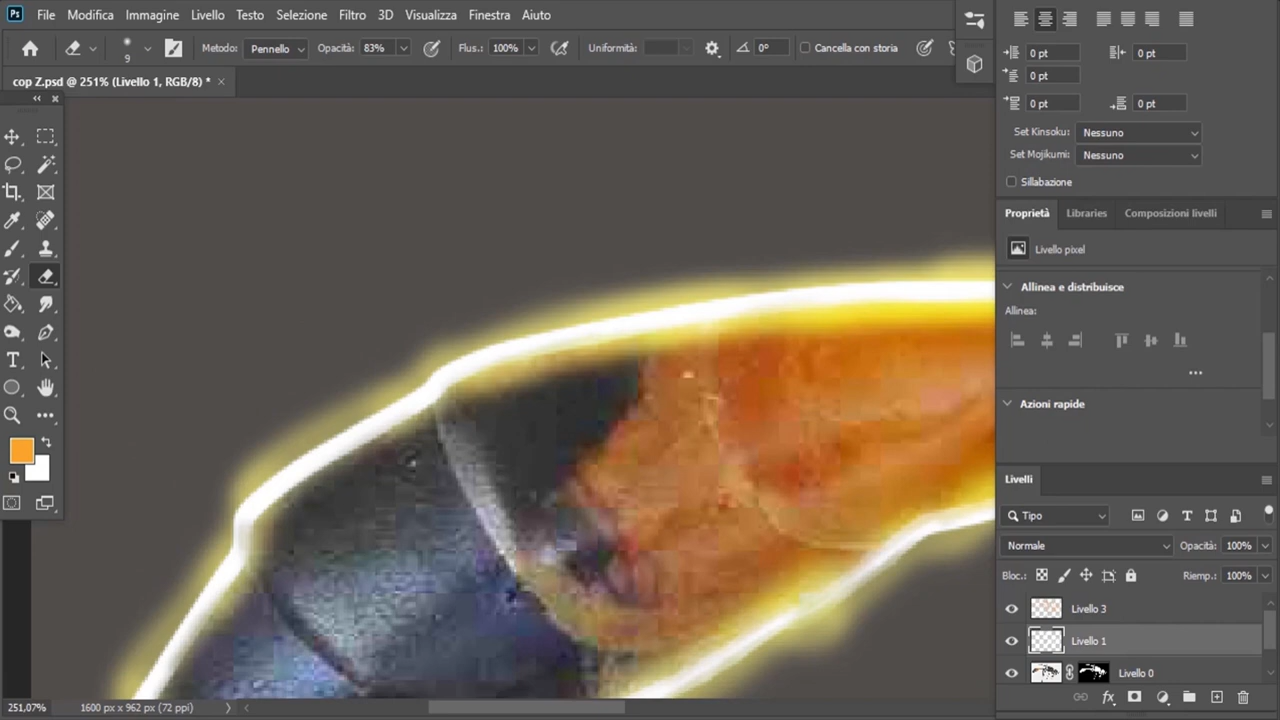 Ps File Modifica Immagine Livello Testo Selezione Filtro 3D Visualizza Finestra Aiuto
9 Metodo: Pennello Opacità: 83% Flus.: 100% Uniformità: 0° Cancella con storia
cop Z.psd @ 251% (Livello 1, RGB/8) *
0 pt 0 pt
0 pt
0 pt 0 pt
Set Kinsoku: Nessuno
Set Mojikumi: Nessuno
Sillabazione
Proprietà Libraries Composizioni livelli
Livello pixel
Allinea e distribuisce
Allinea:
Azioni rapide
Livelli
Tipo
Normale Opacità: 100%
Bloc.: Riemp.: 100%
Livello 3
Livello 1
Livello 0
251,07% 1600 px x 962 px (72 ppi)